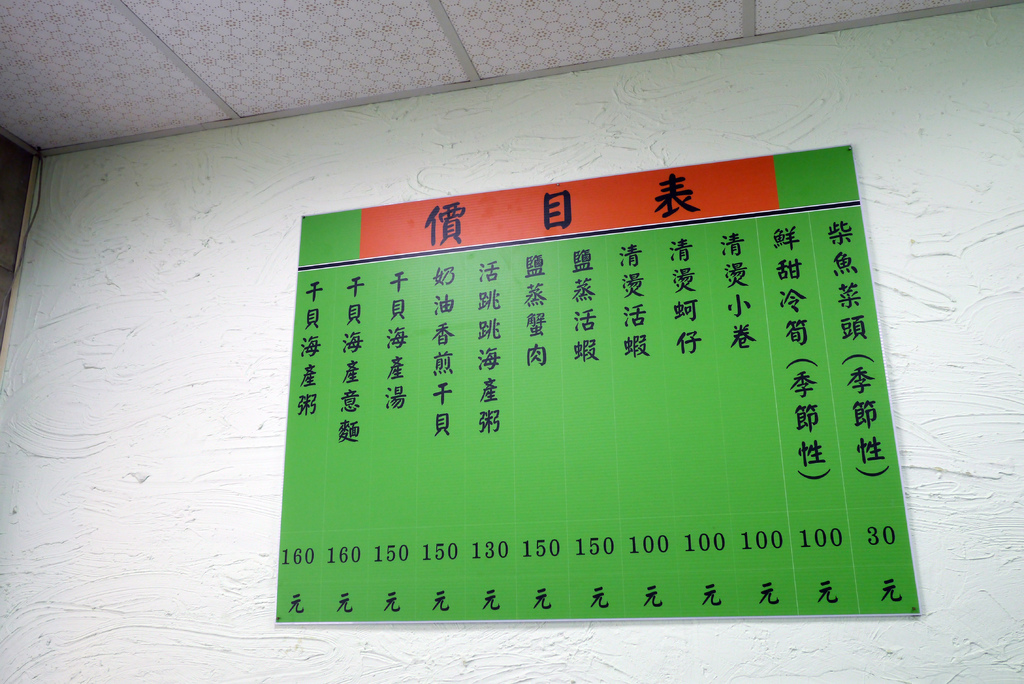 價目表
柴魚菜頭(季節性) 30元
鮮甜冷筍(季節性) 100元
清燙小卷 100元
清燙蚵仔 100元
清燙活蝦 100元
鹽蒸活蝦 150元
鹽蒸蟹肉 150元
活跳跳海產粥 130元
奶油香煎干貝 150元
干貝海產湯 150元
干貝海產意麵 160元
干貝海產粥 160元